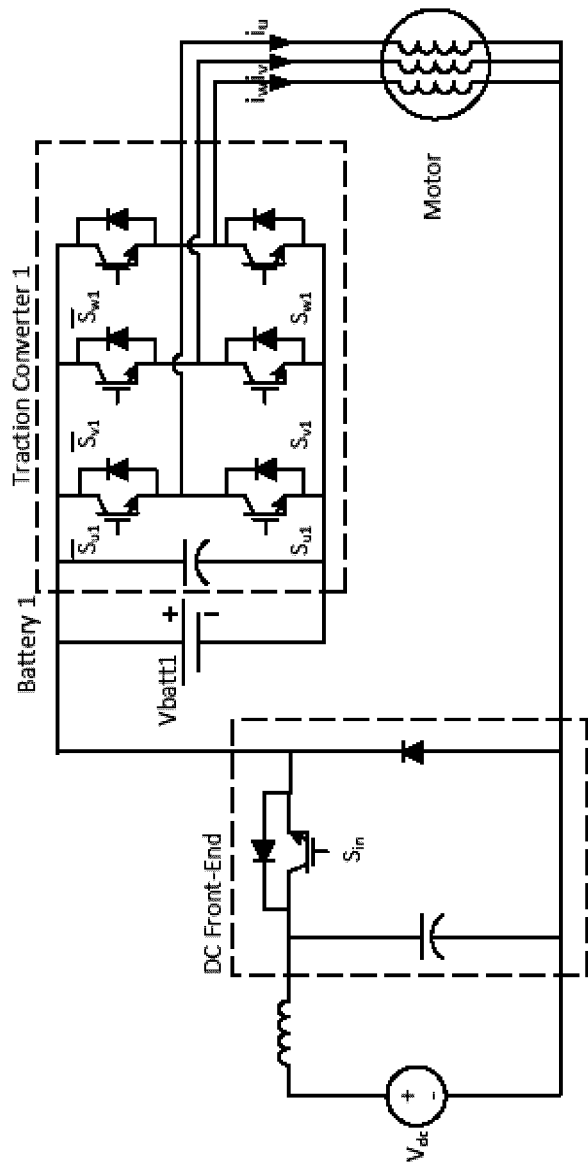 Traction Converter 1
Battery 1
S̅u1
S̅v1
S̅w1
Vbatt1
+
-
Su1
Sv1
Sw1
DC Front-End
Sin
iw
iv
iu
Vdc
+
-
Motor